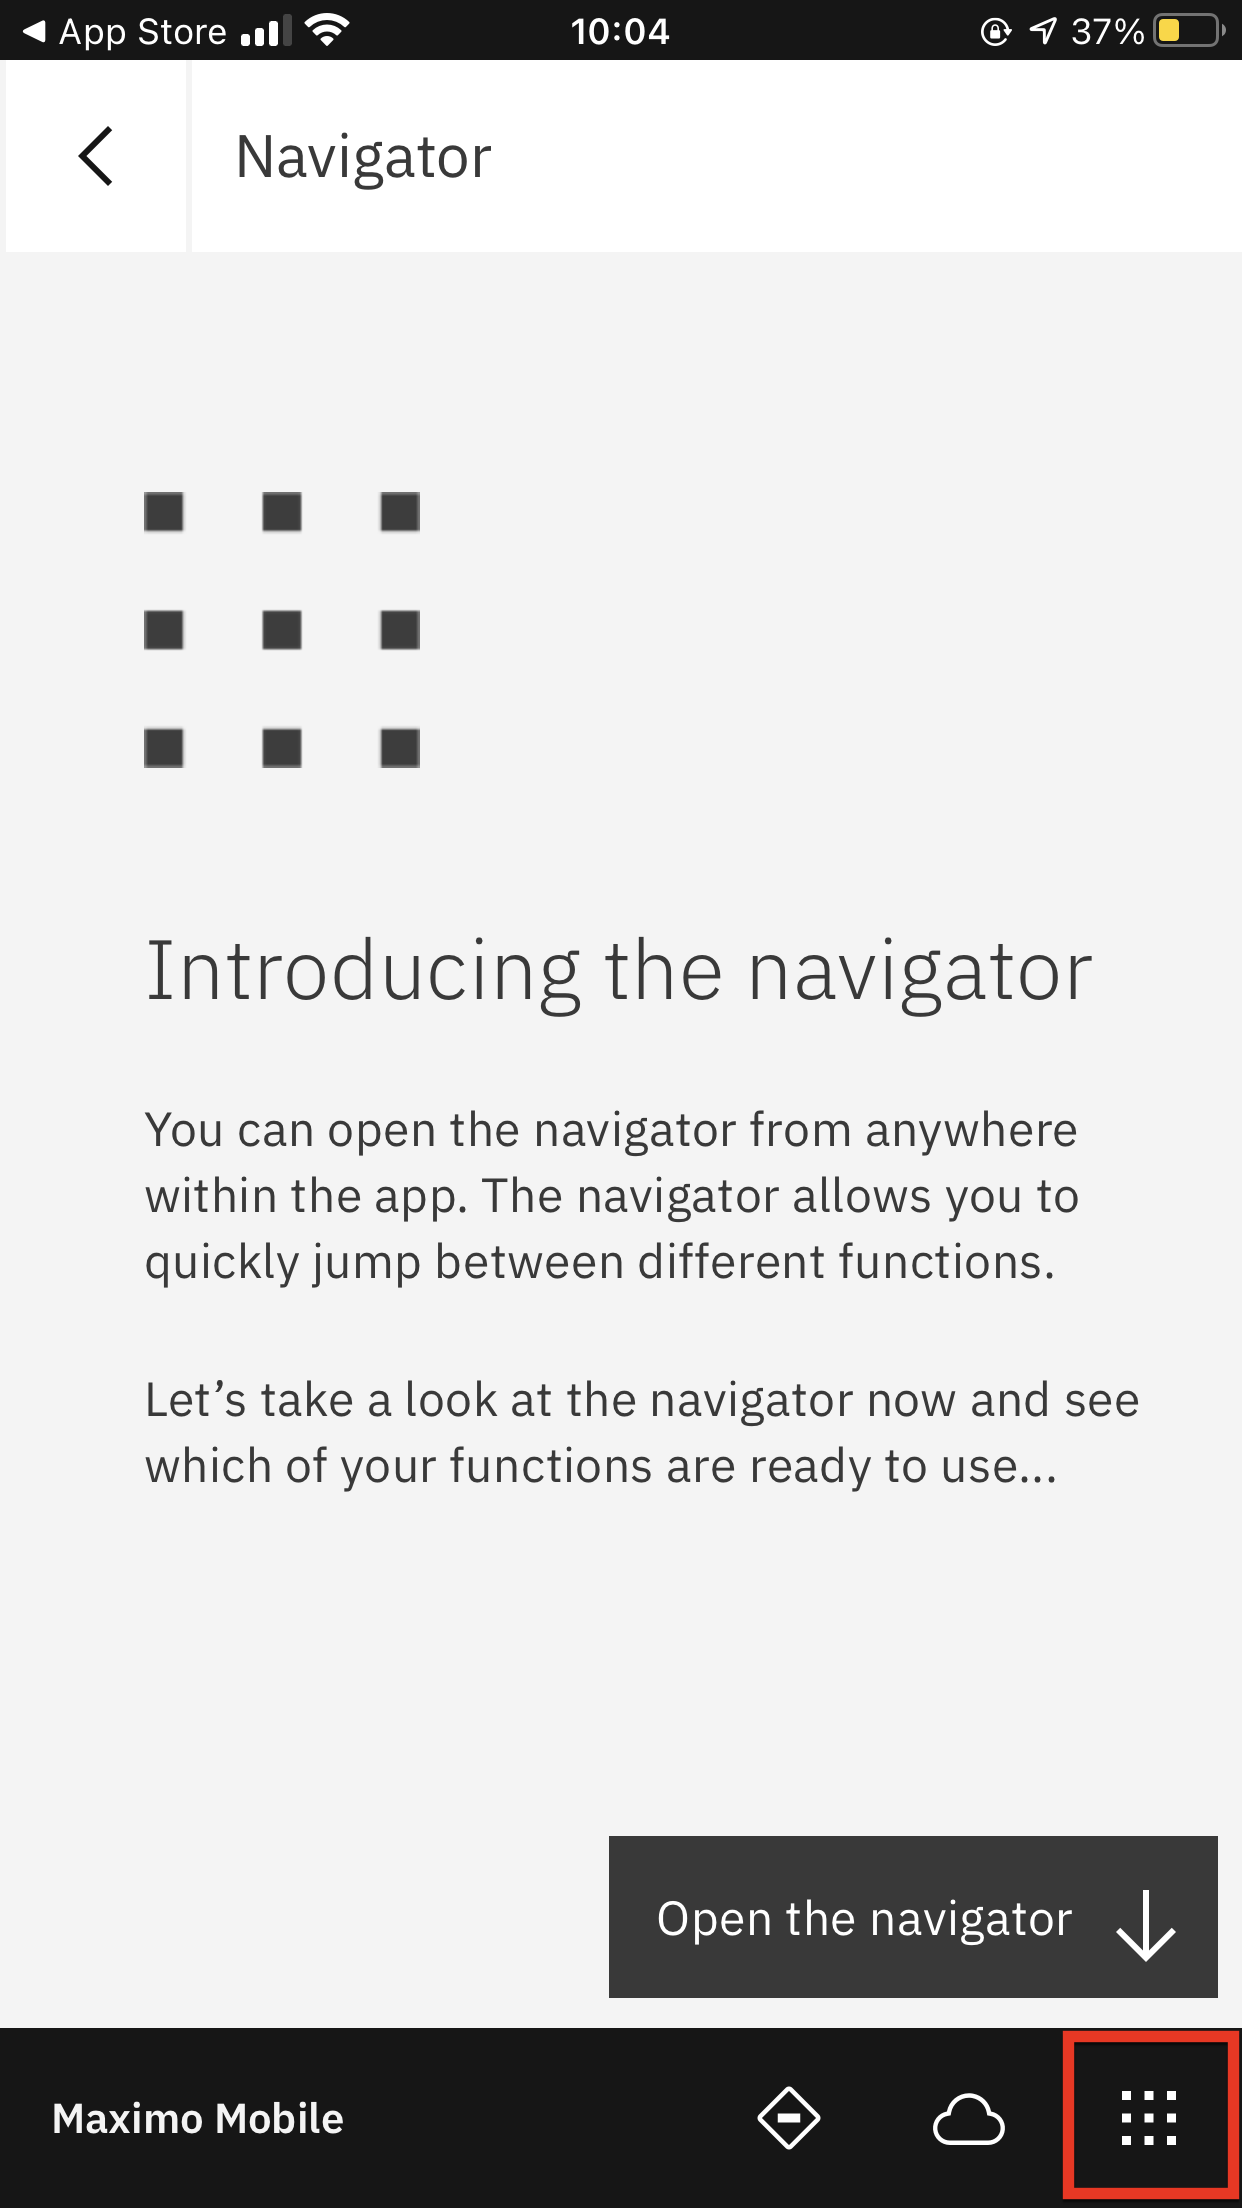 App Store
10:04
37%
Navigator
Introducing the navigator
You can open the navigator from anywhere
within the app. The navigator allows you to
quickly jump between different functions.
Let’s take a look at the navigator now and see
which of your functions are ready to use...
Open the navigator
Maximo Mobile